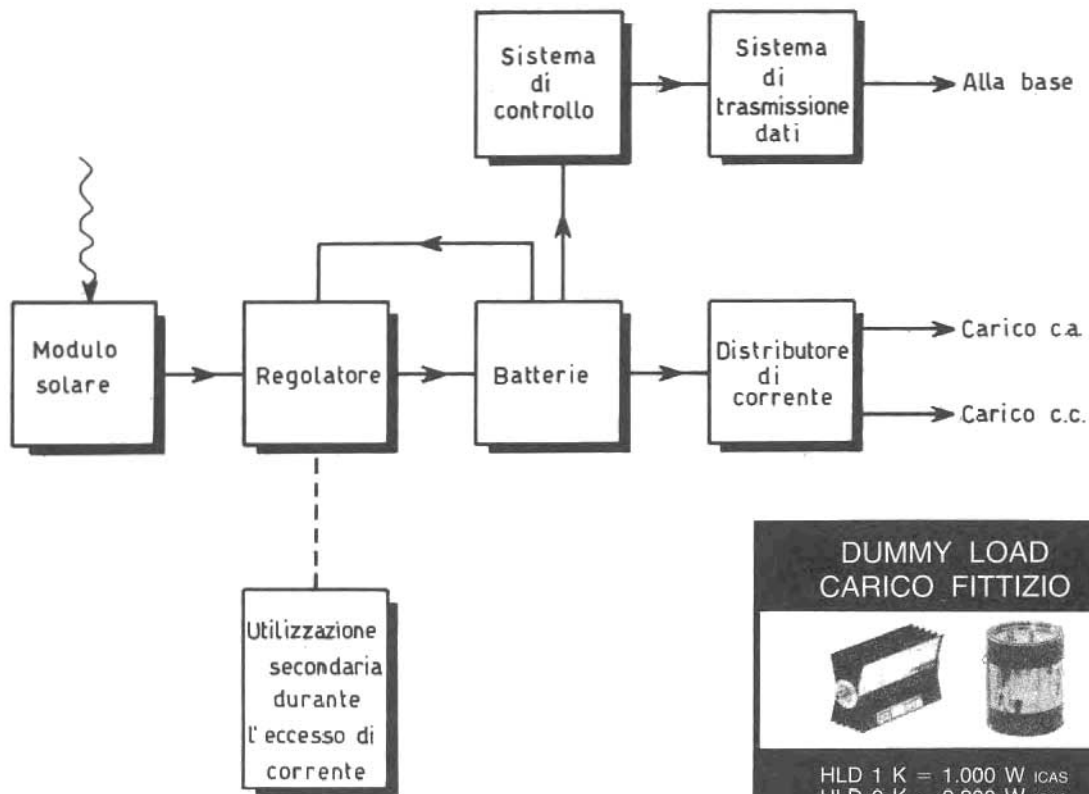 Sistema
di
controllo
Sistema
di
trasmissione
dati
Alla base
Modulo
solare
Regolatore
Batterie
Distributore
di
corrente
Carico c.a.
Carico c.c.
Utilizzazione
secondaria
durante
l'eccesso di
corrente
DUMMY LOAD
CARICO FITTIZIO
HLD 1 K = 1.000 W ICAS